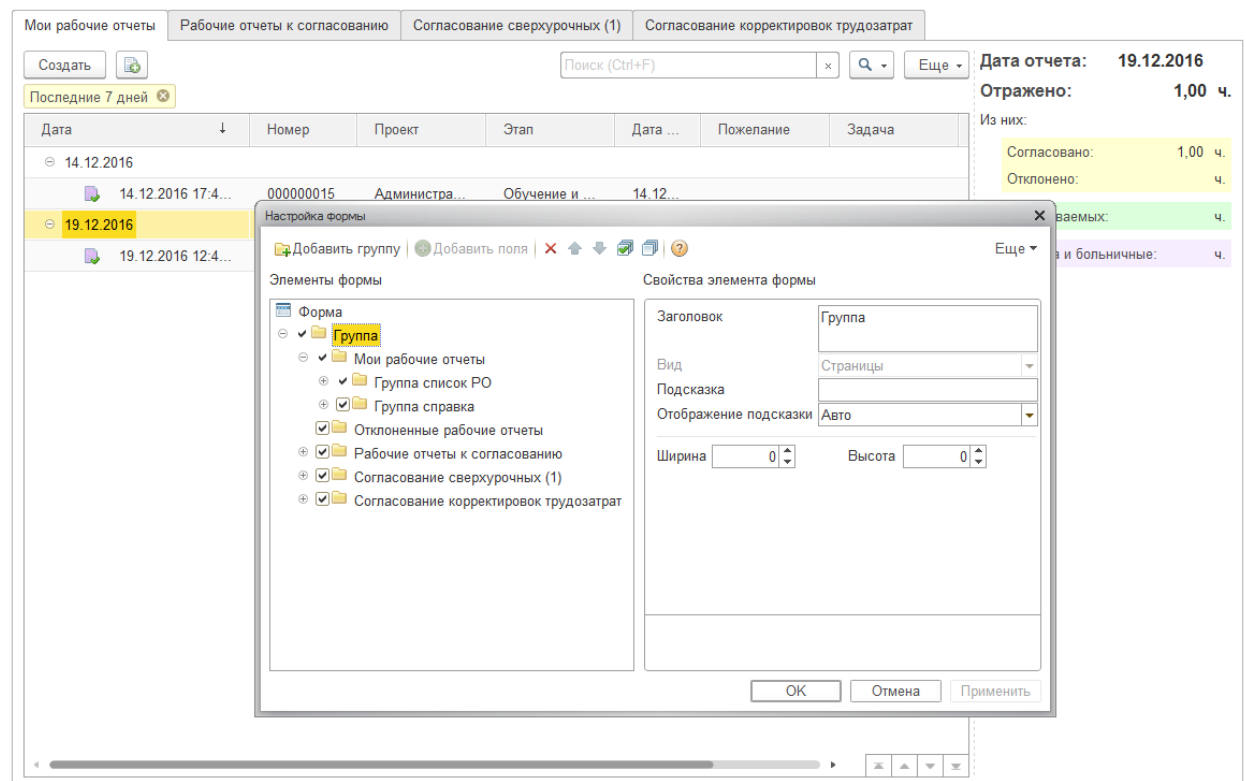 Мои рабочие отчеты Рабочие отчеты к согласованию Согласование сверхурочных (1) Согласование корректировок трудозатрат
Создать Поиск (Ctrl+F) × Еще
Последние 7 дней
Дата ↓ Номер Проект Этап Дата ... Пожелание Задача
14.12.2016
14.12.2016 17:4... 000000015 Администра... Обучение и ... 14.12...
19.12.2016
19.12.2016 12:4...
Дата отчета: 19.12.2016
Отражено: 1,00 ч.
Из них:
Согласовано: 1,00 ч.
Отклонено: ч.
ваемых: ч.
и больничные: ч.
Настройка формы
Добавить группу Добавить поля Еще
Элементы формы
Форма
Группа
Мои рабочие отчеты
Группа список РО
Группа справка
Отклоненные рабочие отчеты
Рабочие отчеты к согласованию
Согласование сверхурочных (1)
Согласование корректировок трудозатрат
Свойства элемента формы
Заголовок Группа
Вид Страницы
Подсказка
Отображение подсказки Авто
Ширина 0 Высота 0
OK Отмена Применить